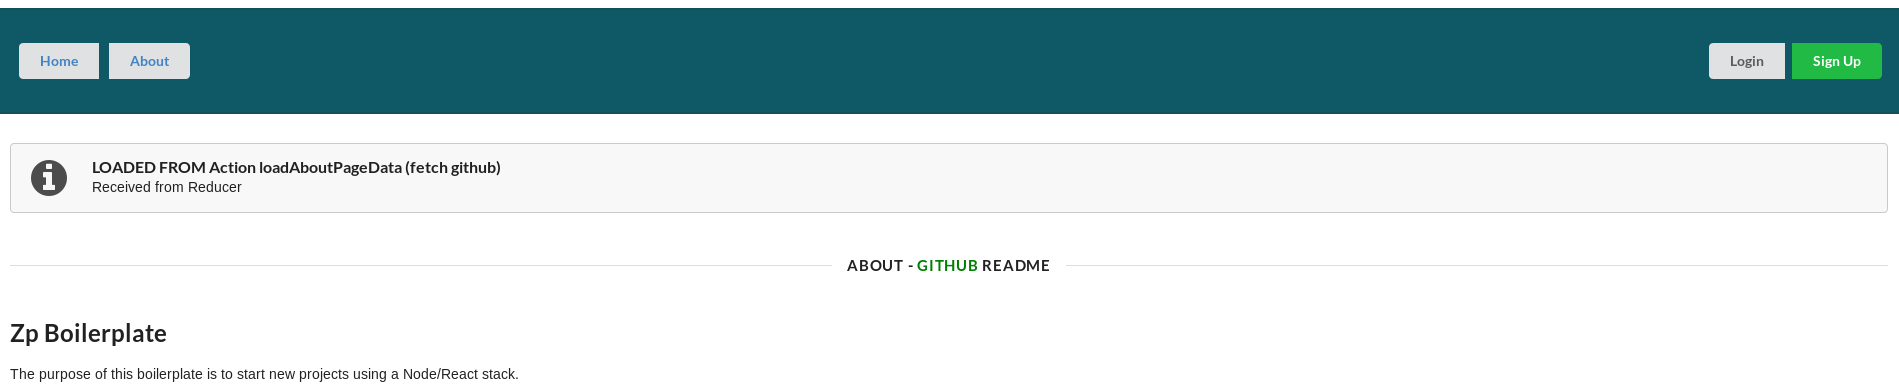 Home About Login Sign Up
LOADED FROM Action loadAboutPageData (fetch github)
Received from Reducer
ABOUT - GITHUB README
Zp Boilerplate
The purpose of this boilerplate is to start new projects using a Node/React stack.